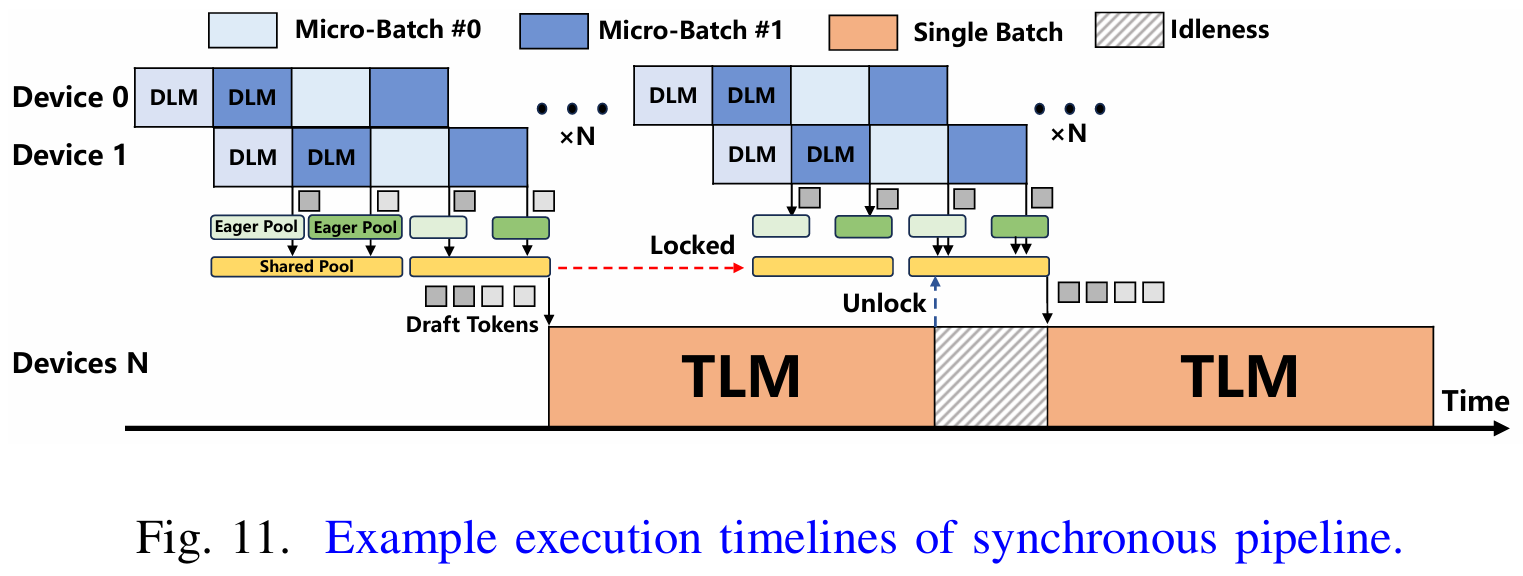 Micro-Batch #0
Micro-Batch #1
Single Batch
Idleness
Device 0
DLM
DLM
DLM
DLM
×N
×N
Device 1
DLM
DLM
DLM
DLM
Eager Pool
Eager Pool
Shared Pool
Locked
Unlock
Draft Tokens
Devices N
TLM
TLM
Time
Fig. 11. Example execution timelines of synchronous pipeline.